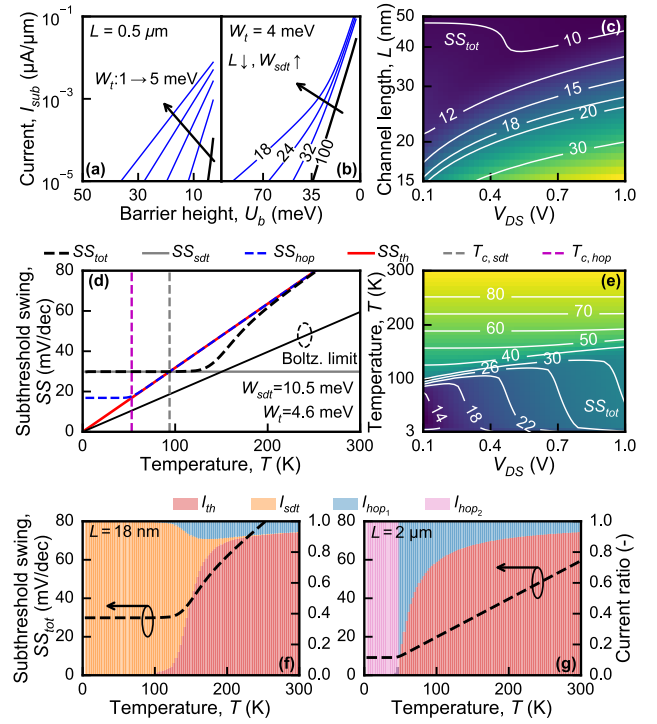 Current, I_sub (µA/µm)
10⁻¹
10⁻³
10⁻⁵
L = 0.5 µm
W_t: 1 → 5 meV
(a)
50 25
W_t = 4 meV
L↓, W_sdt ↑
18 24 32 100
(b)
70 35 0
Barrier height, U_b (meV)
Channel length, L (nm)
50
40
30
20
15
SS_tot
10
(c)
12
15
18
20
30
0.1 0.4 0.7 1.0
V_DS (V)
SS_tot SS_sdt SS_hop SS_th T_c, sdt T_c, hop
Subthreshold swing,
SS (mV/dec)
80
60
40
20
0
(d)
Boltz. limit
W_sdt=10.5 meV
W_t=4.6 meV
0 100 200 300
Temperature, T (K)
Temperature, T (K)
300
200
100
3
(e)
80
70
60
50
40
30
26
22
18
14
SS_tot
0.1 0.4 0.7 1.0
V_DS (V)
I_th I_sdt I_hop₁ I_hop₂
Subthreshold swing,
SS_tot (mV/dec)
80
60
40
20
0
L = 18 nm
(f)
1.0
0.8
0.6
0.4
0.2
0.0
0 100 200 300
Temperature, T (K)
80
60
40
20
0
L = 2 µm
(g)
1.0
0.8
0.6
0.4
0.2
0.0
Current ratio (-)
0 100 200 300
Temperature, T (K)